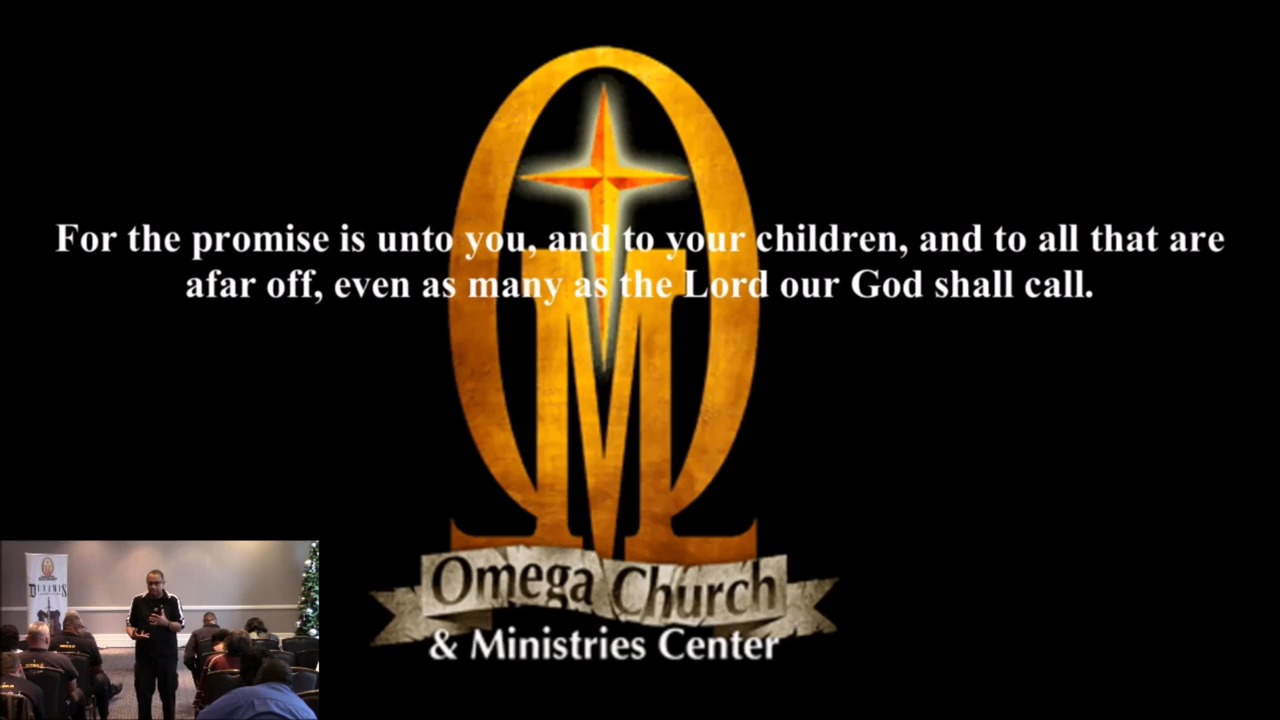 For the promise is unto you, and to your children, and to all that are
afar off, even as many as the Lord our God shall call.
Omega Church
& Ministries Center
DUNAMIS